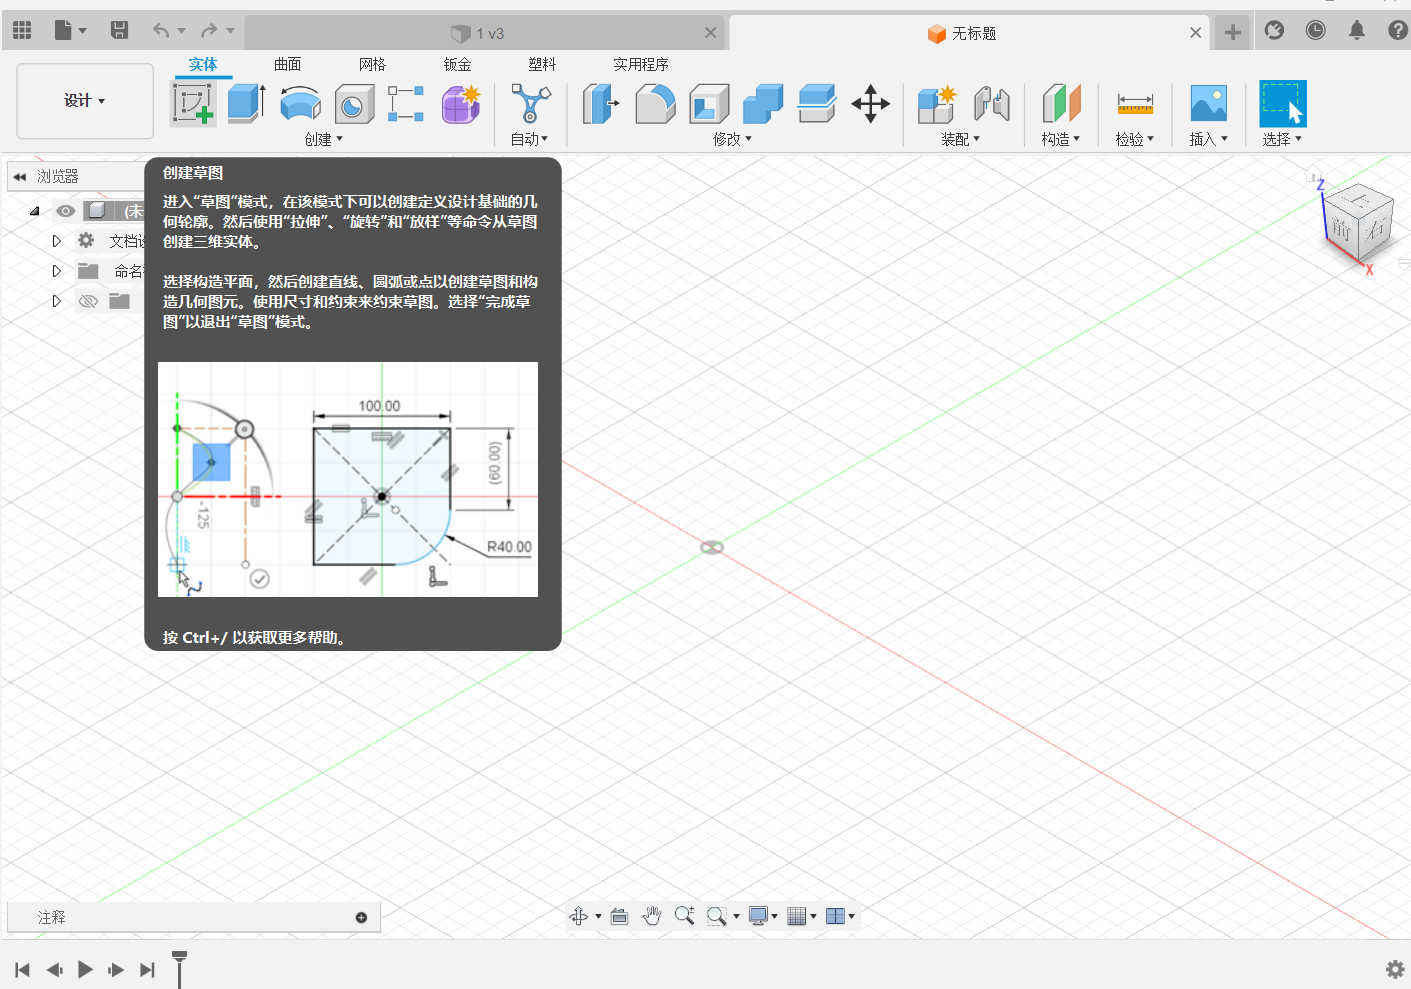 1 v3
无标题
设计
实体 曲面 网格 钣金 塑料 实用程序
创建 自动 修改 装配 构造 检验 插入 选择
浏览器
(未
文档设
命名
创建草图
进入“草图”模式，在该模式下可以创建定义设计基础的几
何轮廓。然后使用“拉伸”、“旋转”和“放样”等命令从草图
创建三维实体。
选择构造平面，然后创建直线、圆弧或点以创建草图和构
造几何图元。使用尺寸和约束来约束草图。选择“完成草
图”以退出“草图”模式。
100.00
(60.00)
-125
R40.00
按 Ctrl+/ 以获取更多帮助。
Z
上
前
右
X
注释